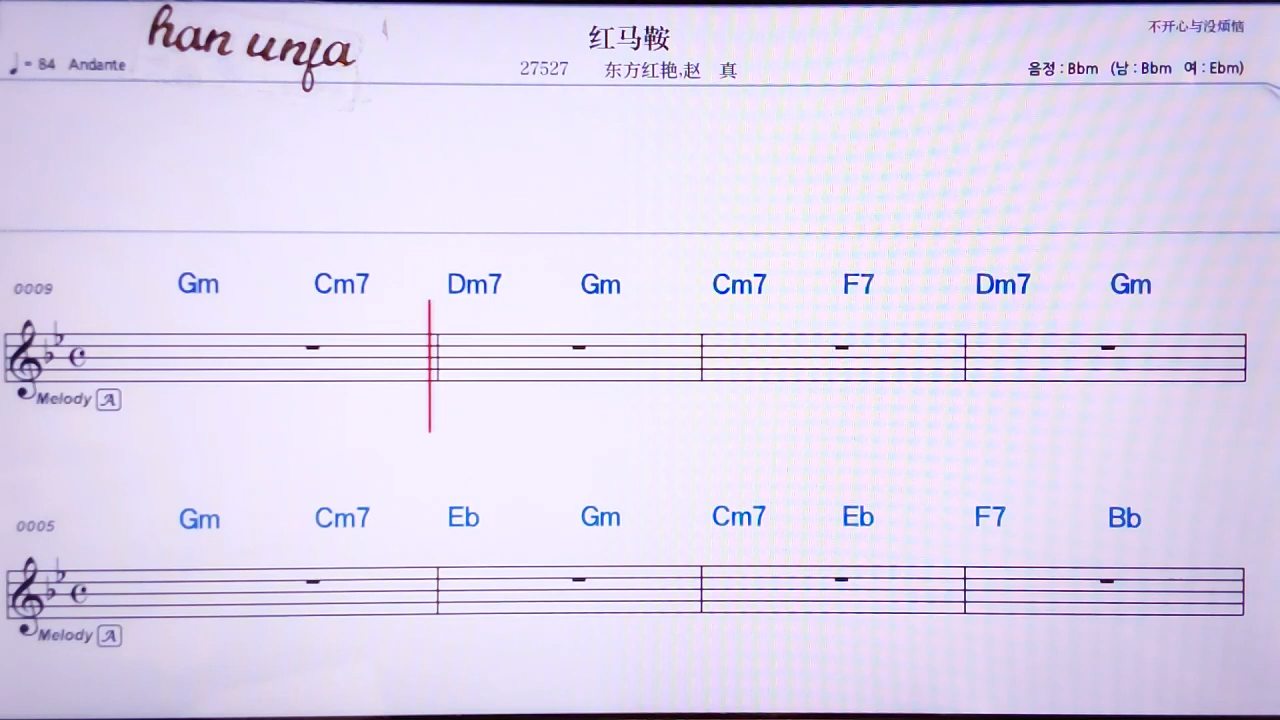 han unfa
红马鞍
不开心与没烦恼
♩= 84 Andante
27527 东方红艳,赵 真
음정 : Bbm (남 : Bbm 여 : Ebm)
0009 Gm Cm7 Dm7 Gm Cm7 F7 Dm7 Gm
Melody A
0005 Gm Cm7 Eb Gm Cm7 Eb F7 Bb
Melody A